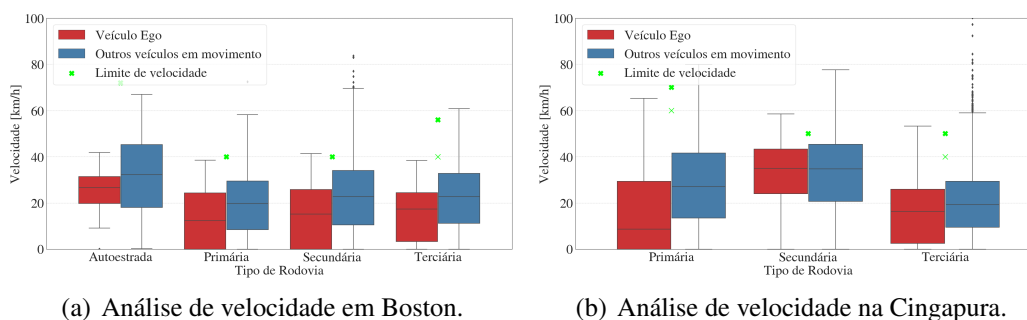 100
80
60
40
20
0
Velocidade [km/h]
Veículo Ego
Outros veículos em movimento
Limite de velocidade
Autoestrada Primária Secundária Terciária
Tipo de Rodovia
(a) Análise de velocidade em Boston.
100
80
60
40
20
0
Velocidade [km/h]
Veículo Ego
Outros veículos em movimento
Limite de velocidade
Primária Secundária Terciária
Tipo de Rodovia
(b) Análise de velocidade na Cingapura.